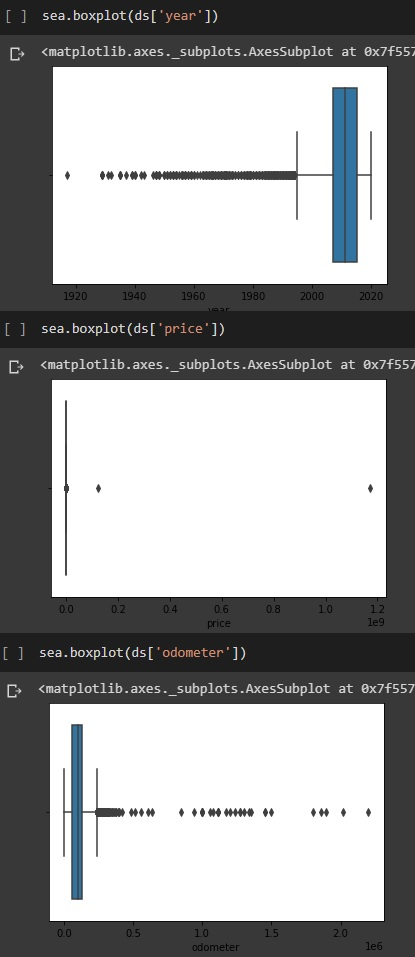 [ ] sea.boxplot(ds['year'])
<matplotlib.axes._subplots.AxesSubplot at 0x7f557
1920 1940 1960 1980 2000 2020
year
[ ] sea.boxplot(ds['price'])
<matplotlib.axes._subplots.AxesSubplot at 0x7f557
0.0 0.2 0.4 0.6 0.8 1.0 1.2
1e9
price
[ ] sea.boxplot(ds['odometer'])
<matplotlib.axes._subplots.AxesSubplot at 0x7f557
0.0 0.5 1.0 1.5 2.0
odometer 1e6